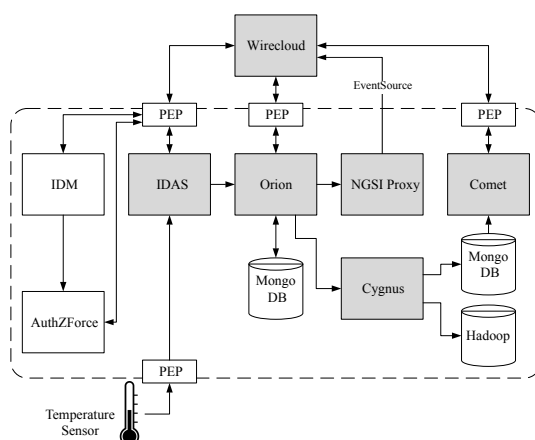 Wirecloud
EventSource
PEP
PEP
PEP
IDM
IDAS
Orion
NGSI Proxy
Comet
Mongo
DB
Mongo
DB
Cygnus
AuthZForce
Hadoop
PEP
Temperature
Sensor